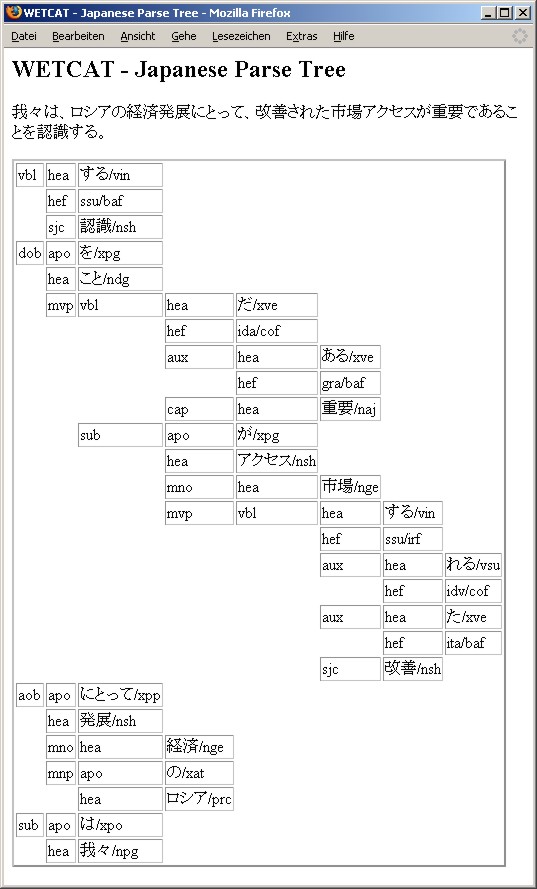 WETCAT - Japanese Parse Tree - Mozilla Firefox
Datei Bearbeiten Ansicht Gehe Lesezeichen Extras Hilfe
WETCAT - Japanese Parse Tree
我々は、ロシアの経済発展にとって、改善された市場アクセスが重要であるこ
とを認識する。
vbl hea する/vin
hef ssu/baf
sjc 認識/nsh
dob apo を/xpg
hea こと/ndg
mvp vbl hea だ/xve
hef ida/cof
aux hea ある/xve
hef gra/baf
cap hea 重要/naj
sub apo が/xpg
hea アクセス/nsh
mno hea 市場/nge
mvp vbl hea する/vin
hef ssu/irf
aux hea れる/vsu
hef idv/cof
aux hea た/xve
hef ita/baf
sjc 改善/nsh
aob apo にとって/xpp
hea 発展/nsh
mno hea 経済/nge
mnp apo の/xat
hea ロシア/prc
sub apo は/xpo
hea 我々/npg